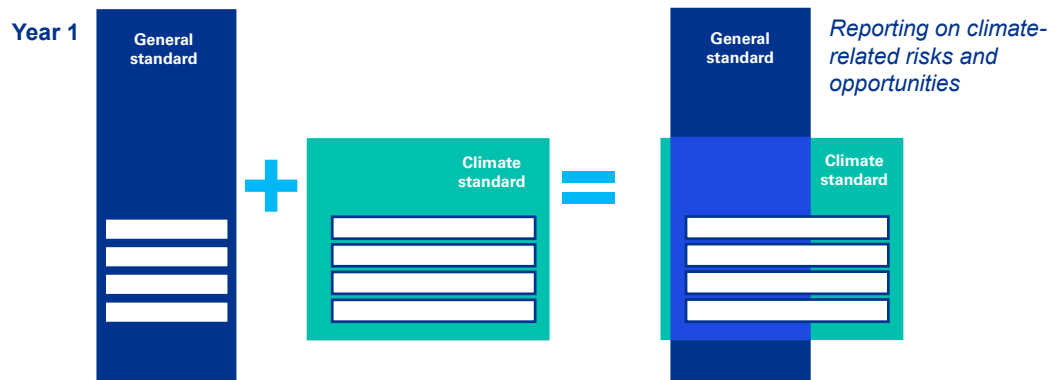 Year 1
General
standard
Climate
standard
General
standard
Climate
standard
Reporting on climate-
related risks and
opportunities